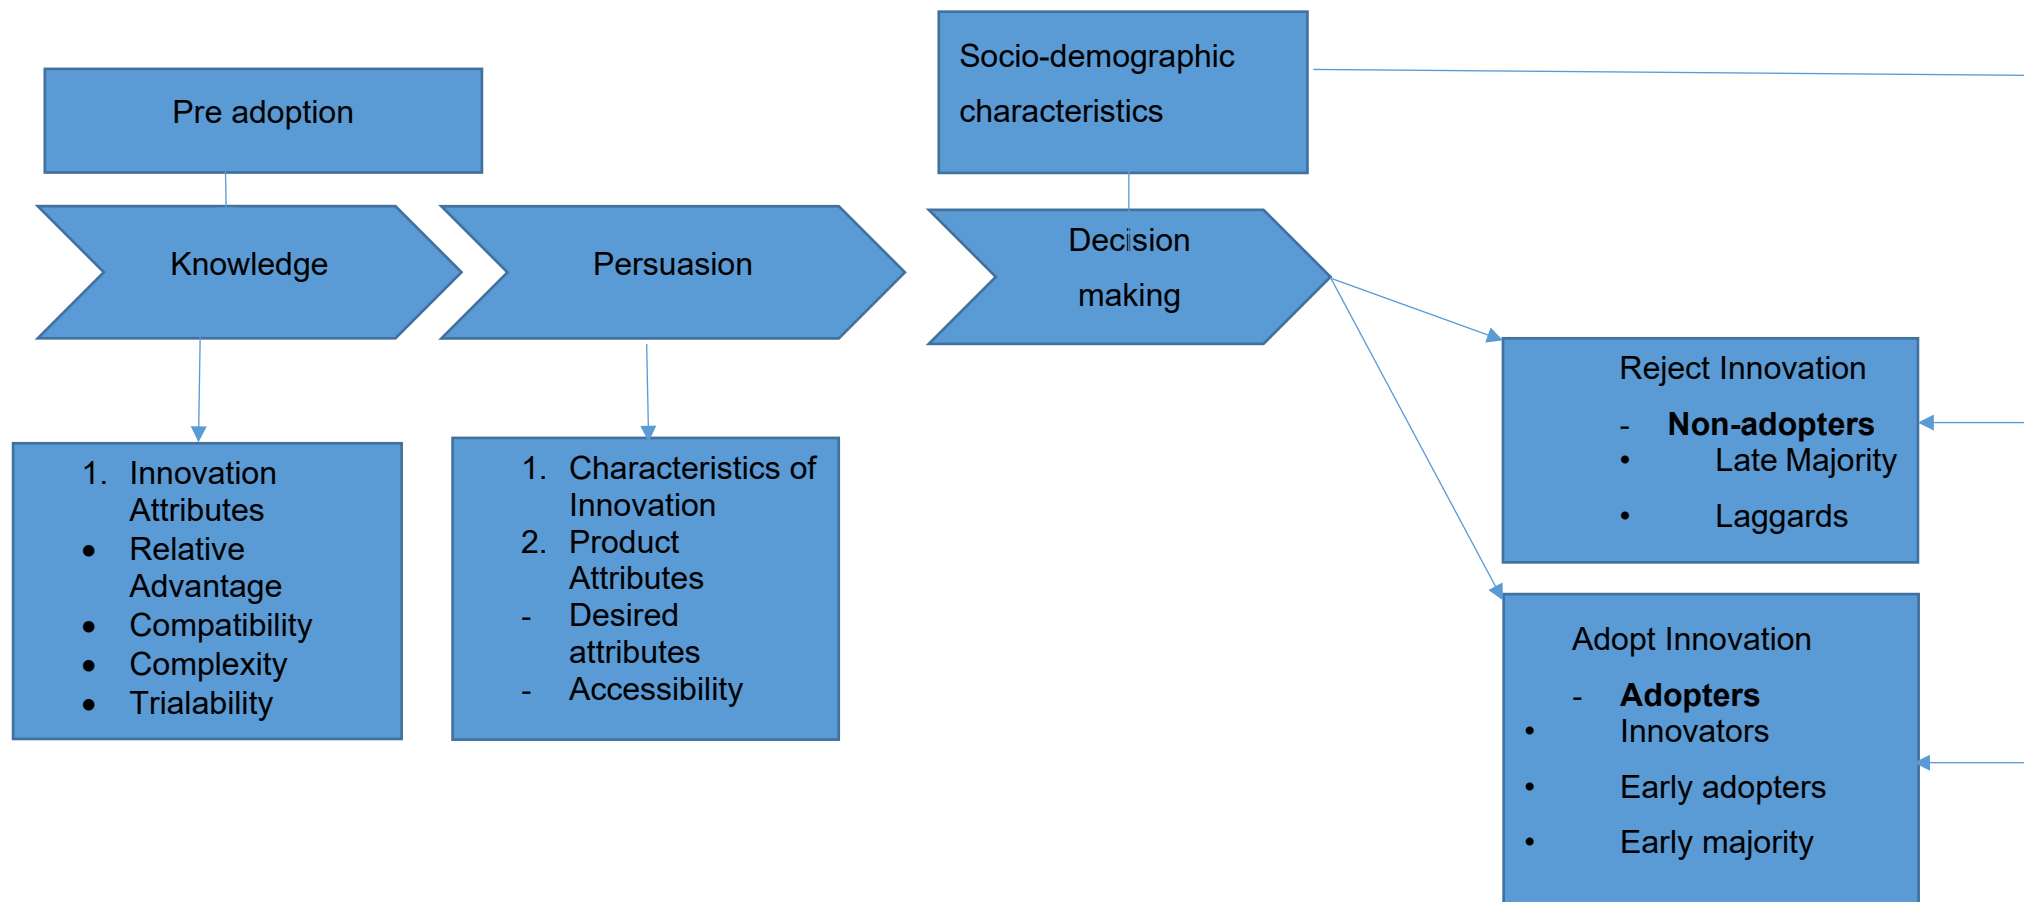 Pre adoption
Socio-demographic
characteristics
Knowledge
Persuasion
Decision
making
1. Innovation
Attributes
• Relative
Advantage
• Compatibility
• Complexity
• Trialability
1. Characteristics of
Innovation
2. Product
Attributes
- Desired
attributes
- Accessibility
Reject Innovation
- Non-adopters
• Late Majority
• Laggards
Adopt Innovation
- Adopters
• Innovators
• Early adopters
• Early majority